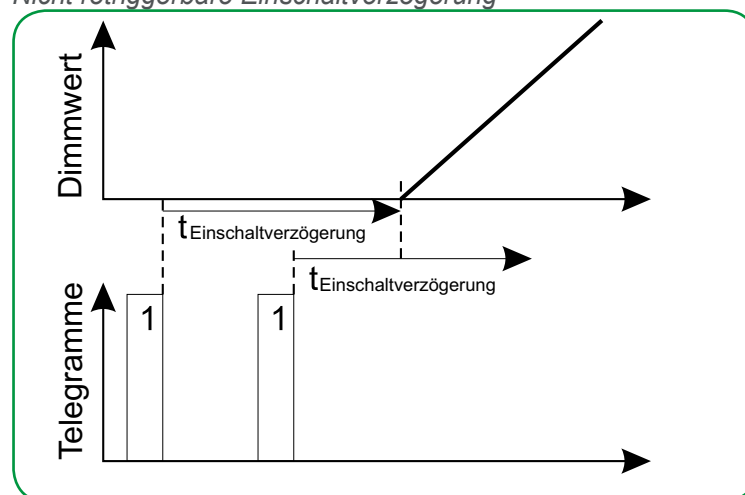 Nicht retriggerbare Einschaltverzögerung
Dimmwert
tEinschaltverzögerung
tEinschaltverzögerung
Telegramme
1
1